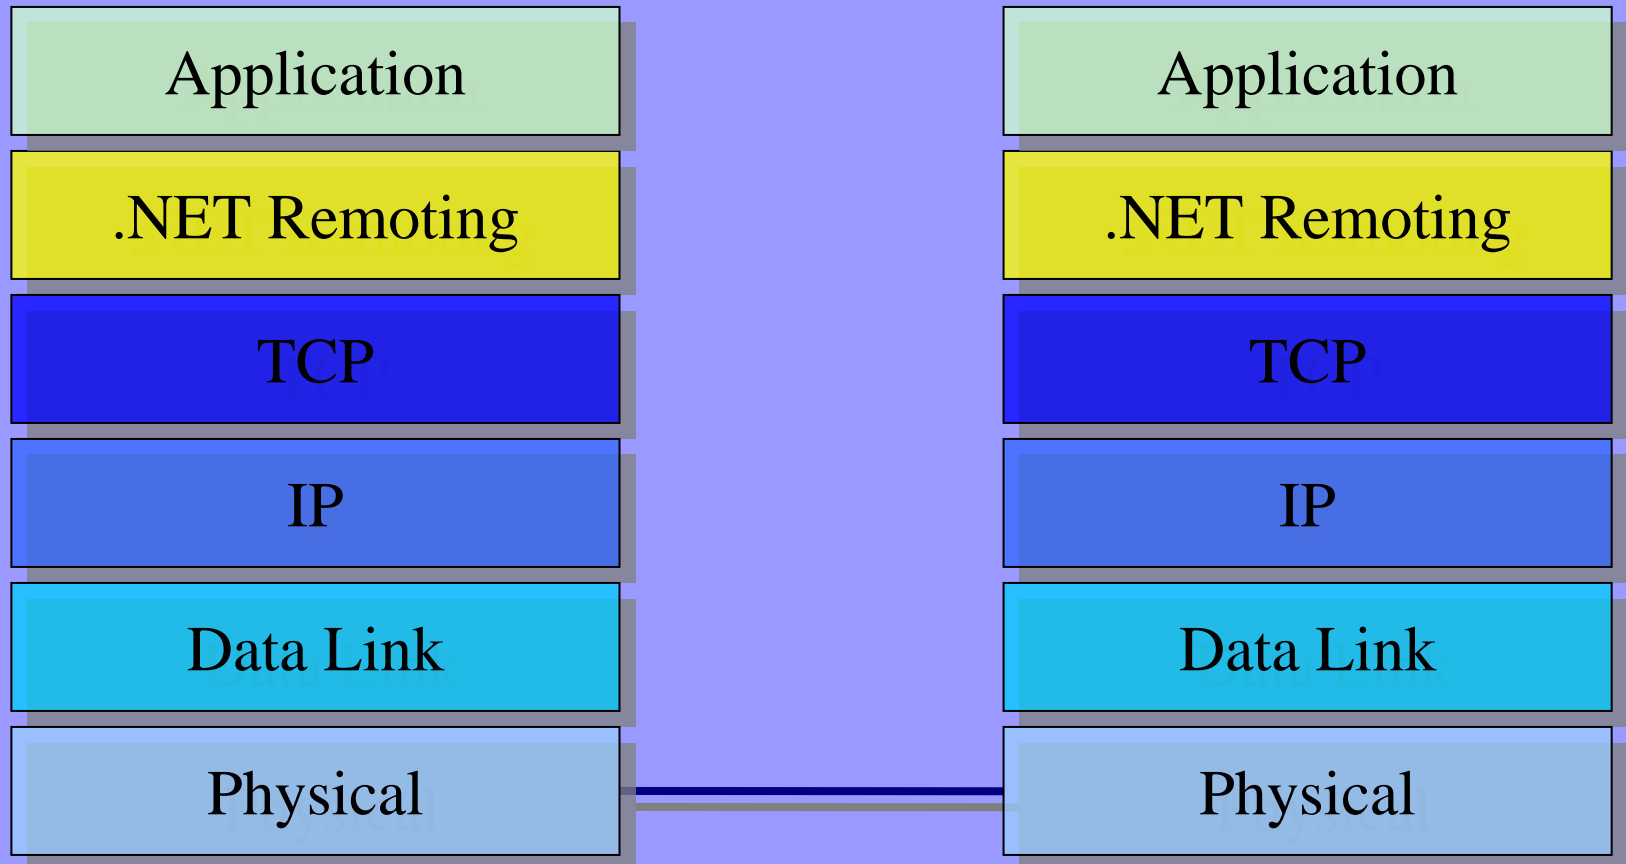 Application
.NET Remoting
TCP
IP
Data Link
Physical
Application
.NET Remoting
TCP
IP
Data Link
Physical